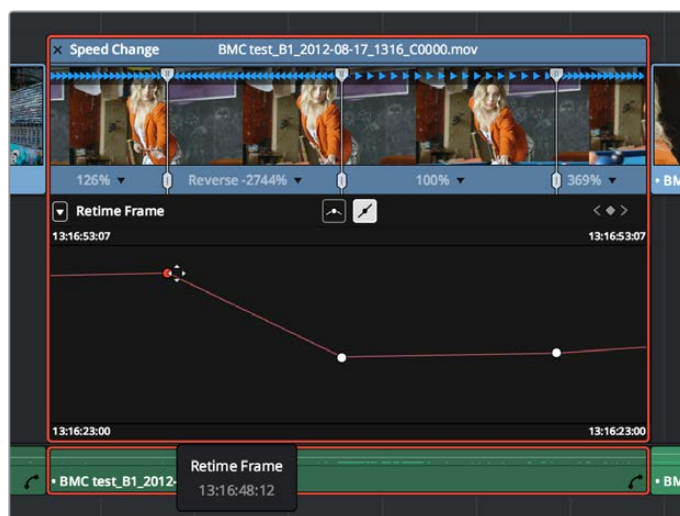 × Speed Change BMC test_B1_2012-08-17_1316_C0000.mov
126% Reverse -2744% 100% 369%
• BM
Retime Frame
13:16:53:07 13:16:53:07
13:16:23:00 13:16:23:00
Retime Frame
13:16:48:12
• BMC test_B1_2012-
• BM